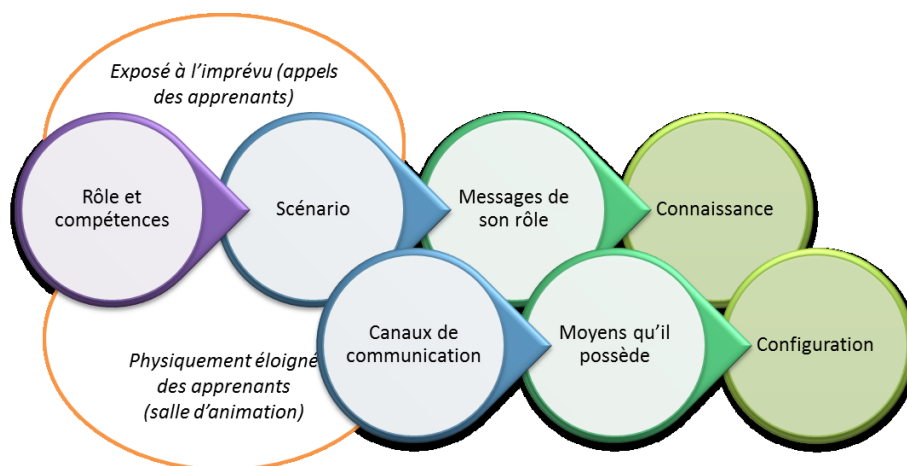 Exposé à l'imprévu (appels
des apprenants)
Rôle et
compétences
Scénario
Messages de
son rôle
Connaissance
Canaux de
communication
Moyens qu'il
possède
Configuration
Physiquement éloigné
des apprenants
(salle d'animation)